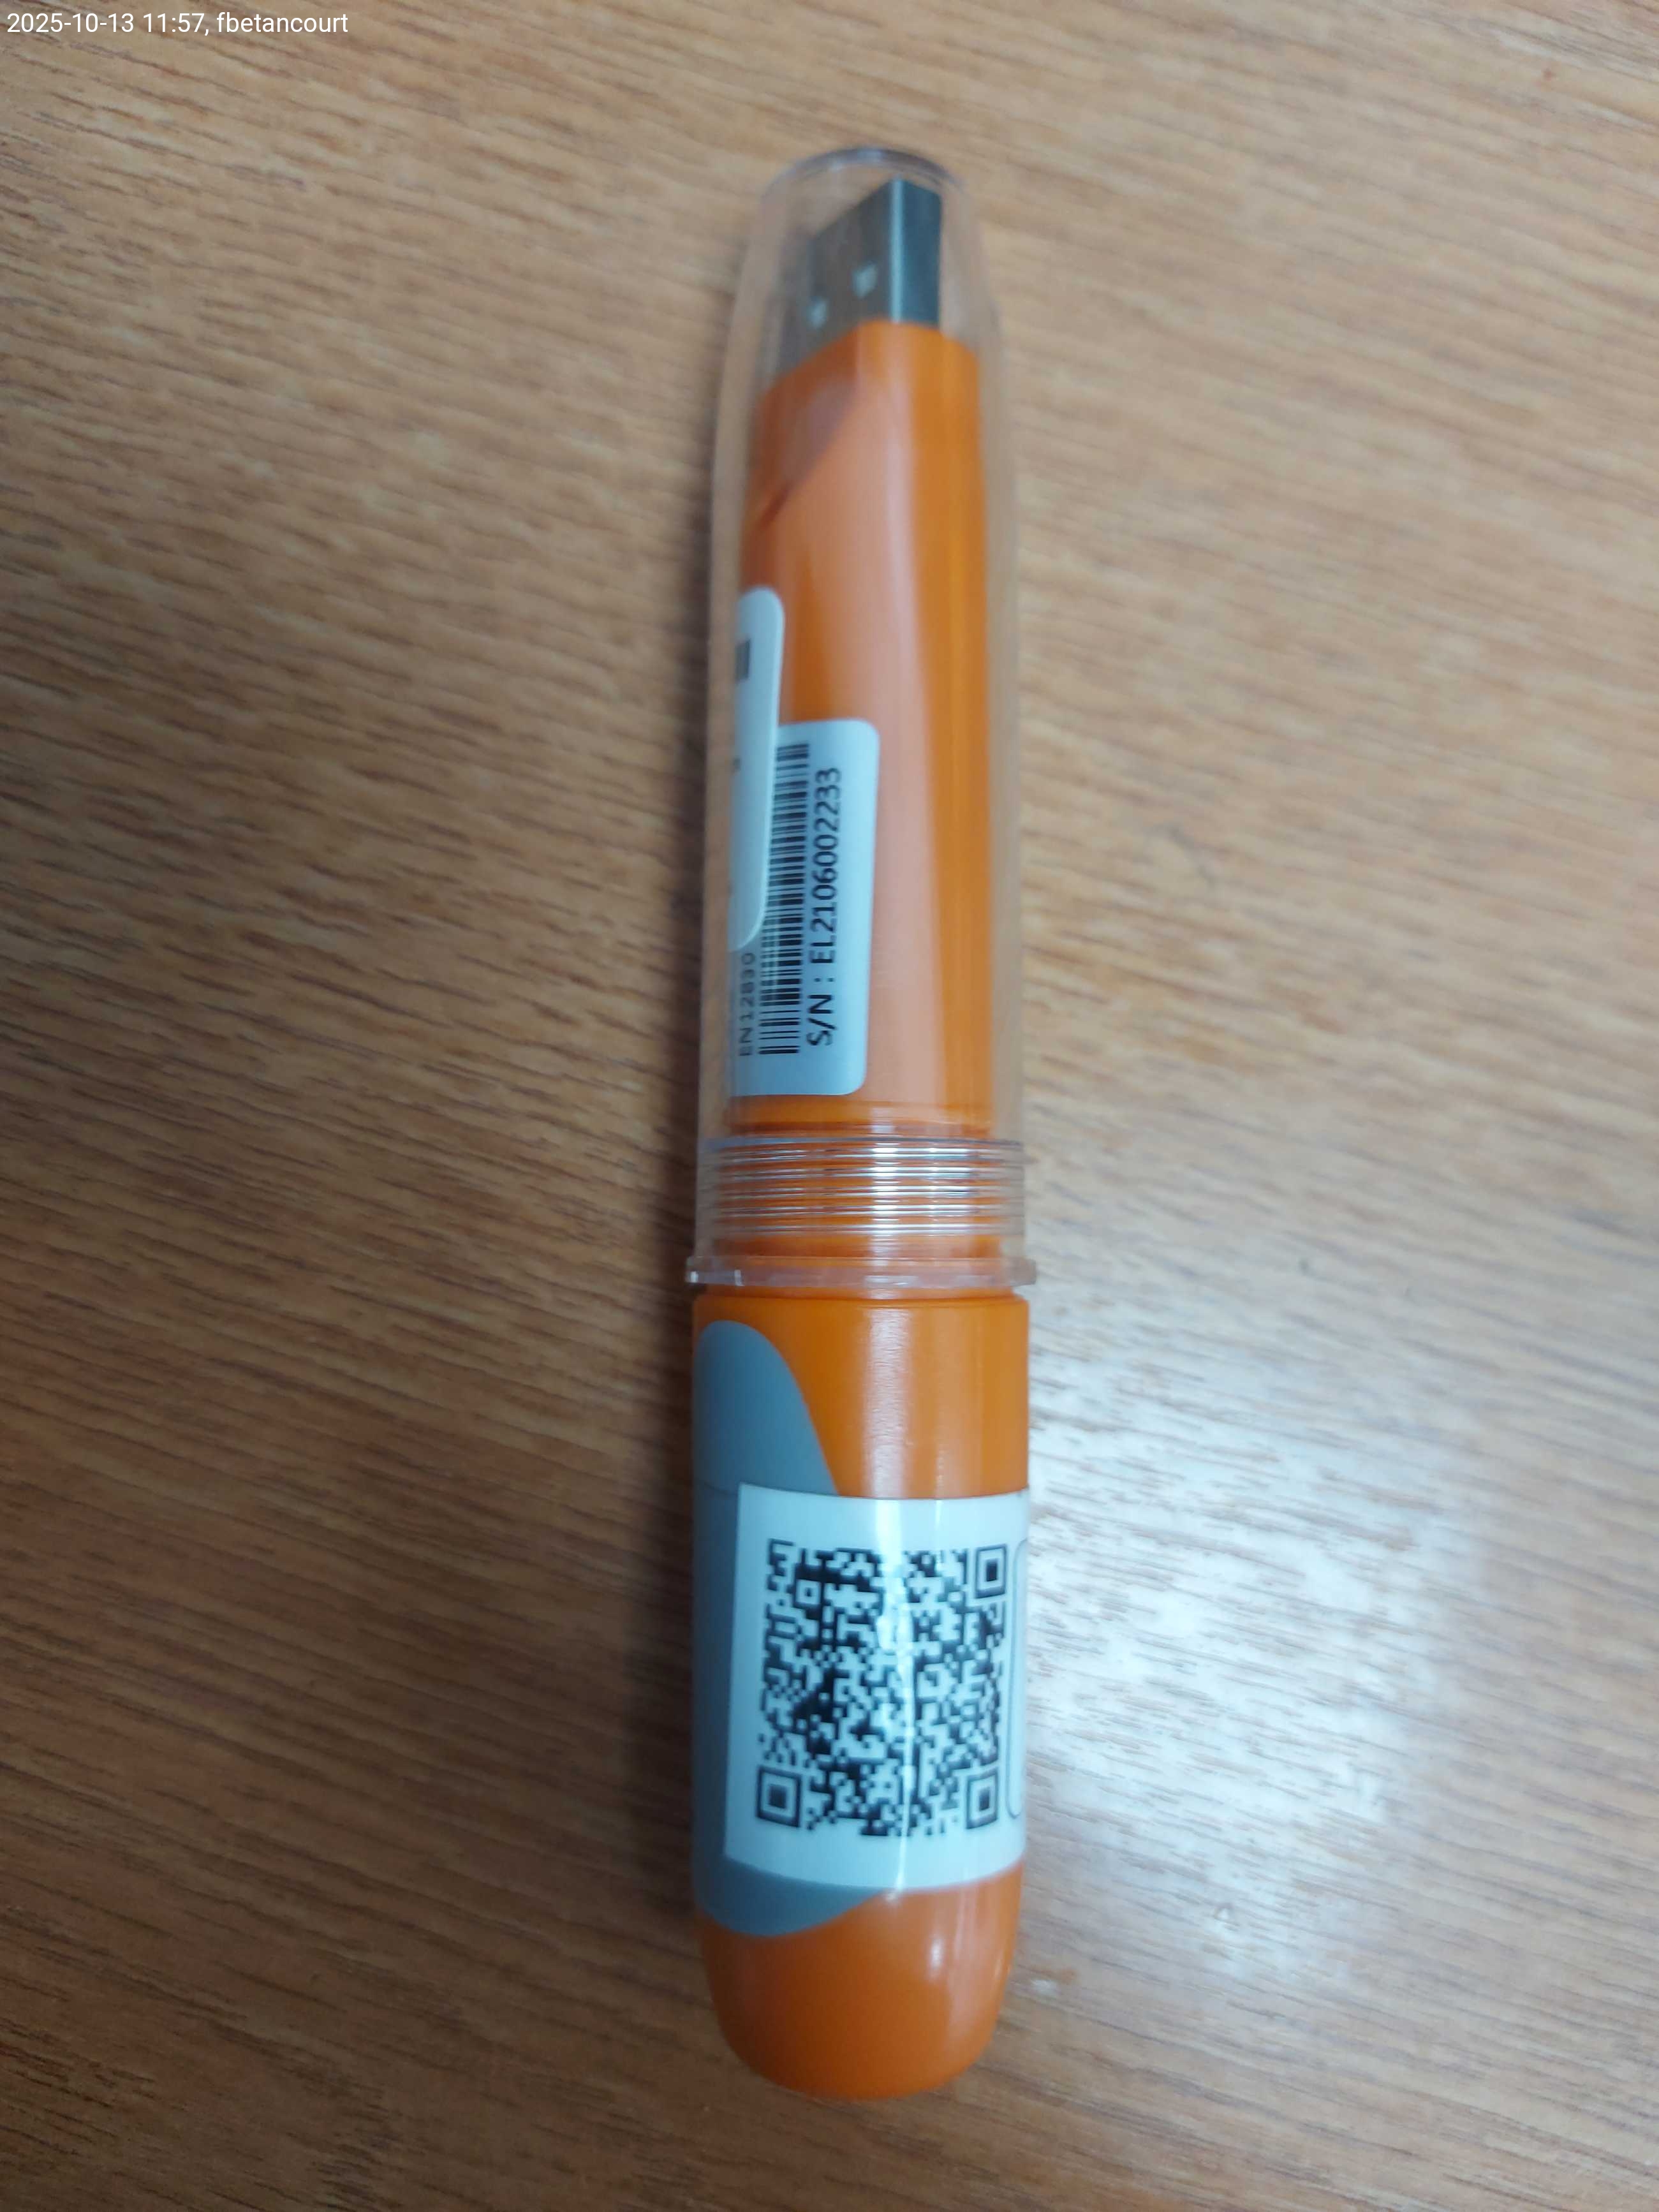 2025-10-13 11:57, fbetancourt
EN12830
S/N : EL2106002233